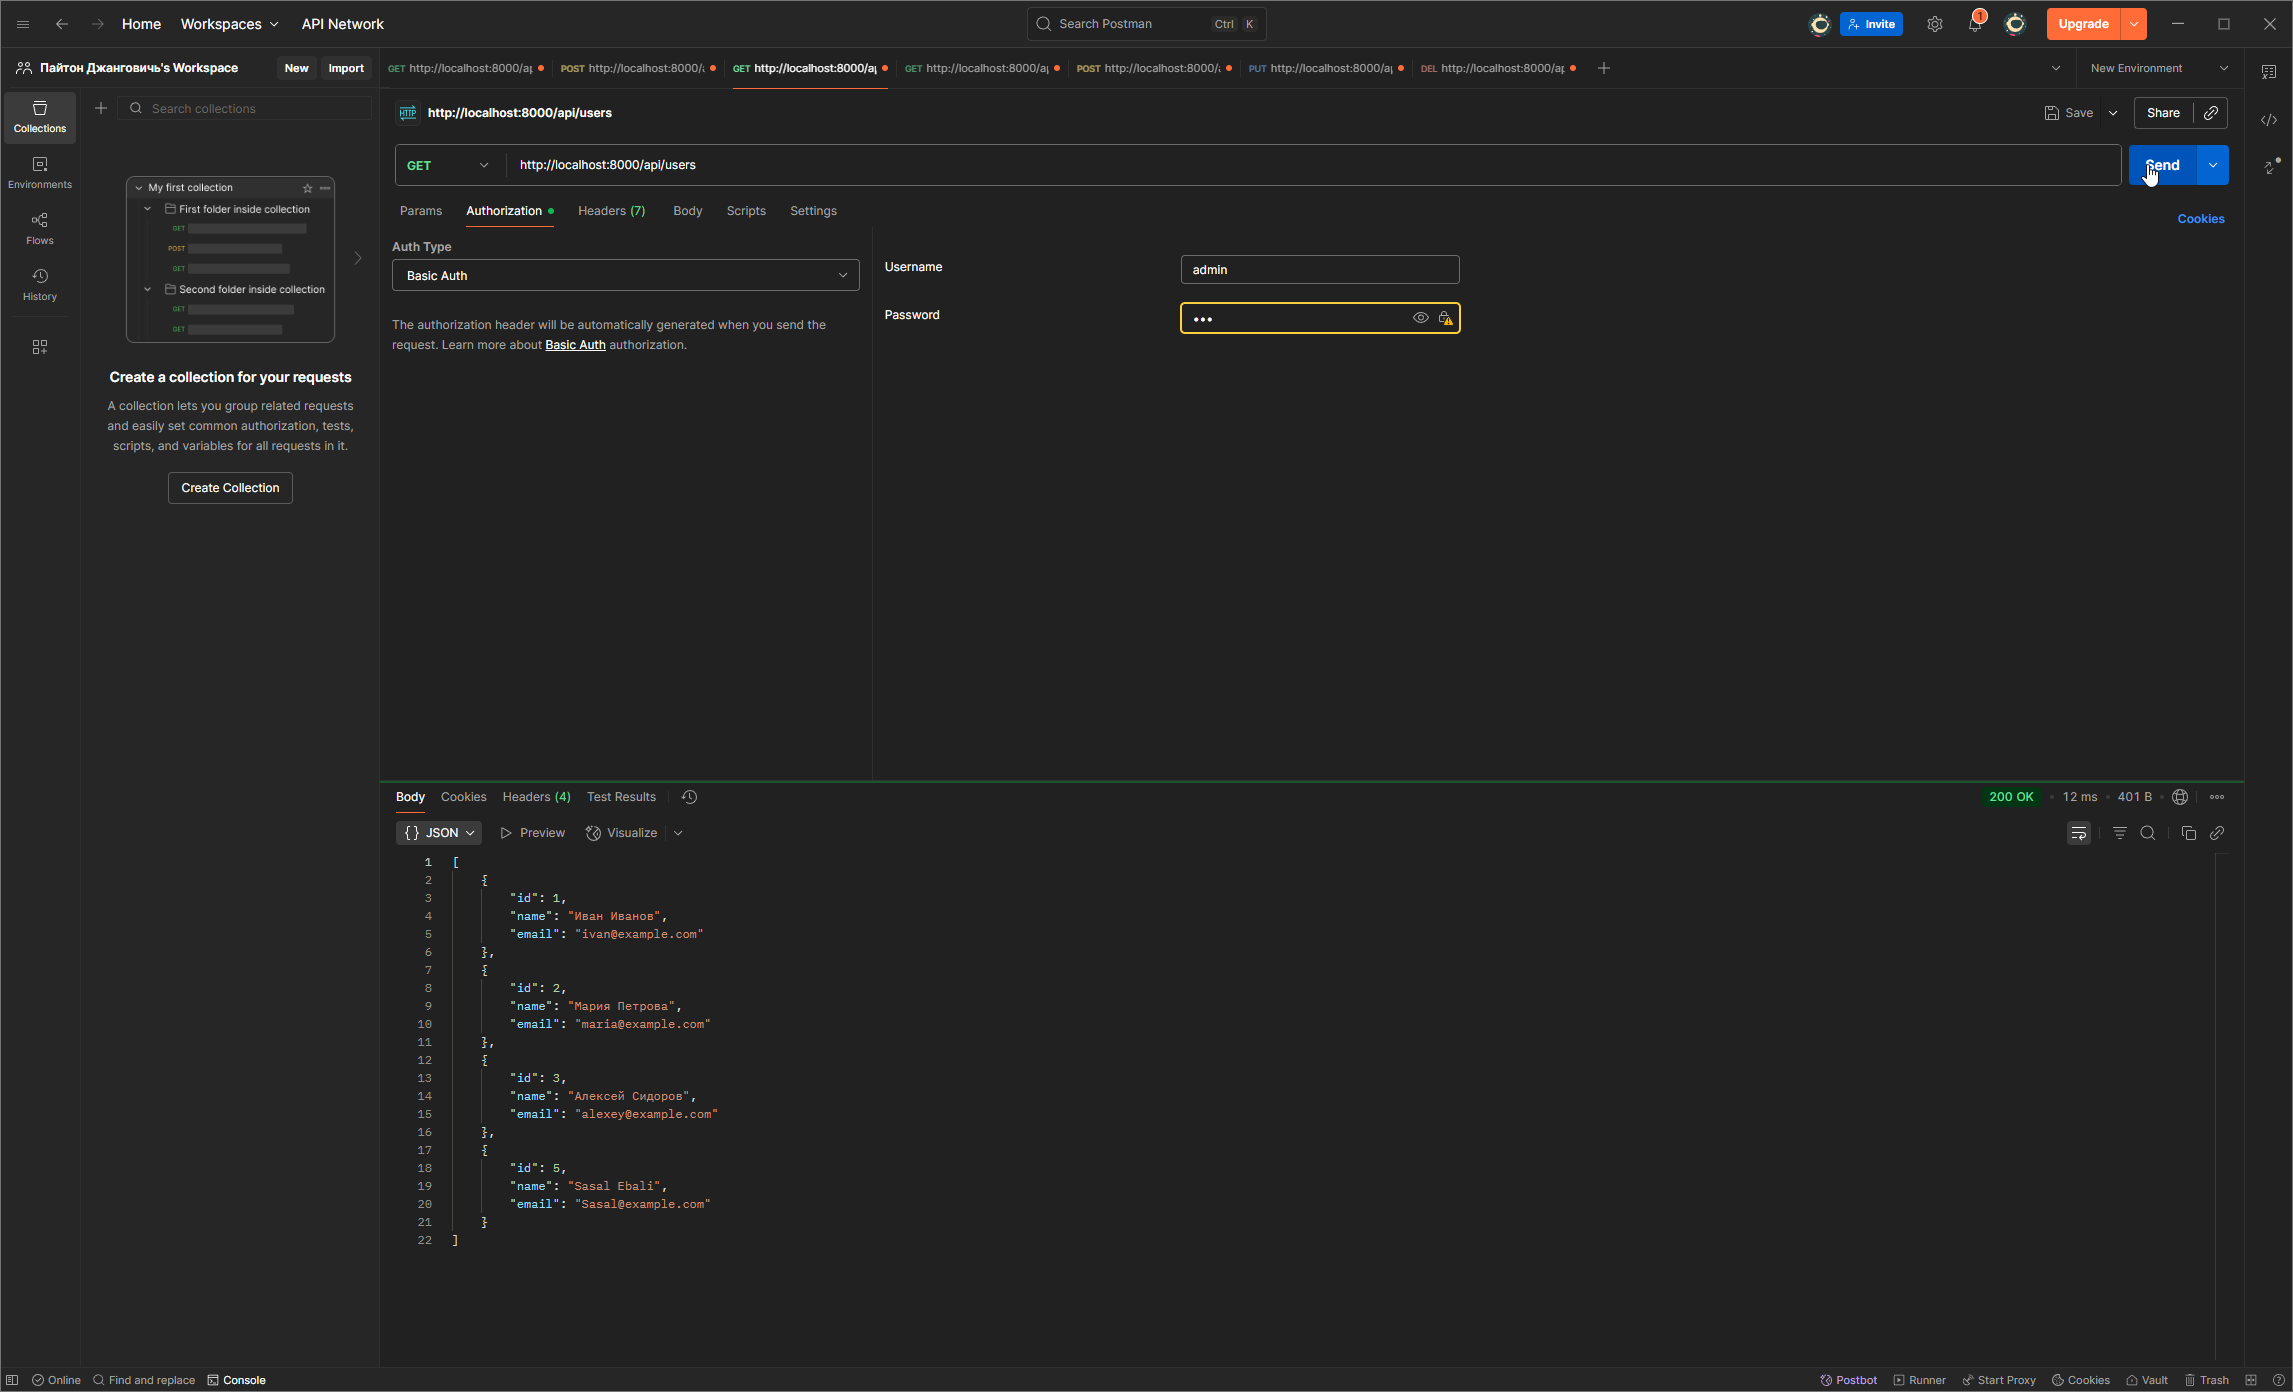 Home Workspaces API Network
Search Postman Ctrl K
Invite 1 Upgrade
Пайтон Джанговичь's Workspace New Import
GET http://localhost:8000/ap
POST http://localhost:8000/a
GET http://localhost:8000/ap
GET http://localhost:8000/ap
POST http://localhost:8000/a
PUT http://localhost:8000/ap
DEL http://localhost:8000/ap
New Environment
Collections
Environments
Flows
History
Search collections
My first collection
First folder inside collection
GET
POST
GET
Second folder inside collection
GET
GET
Create a collection for your requests
A collection lets you group related requests
and easily set common authorization, tests,
scripts, and variables for all requests in it.
Create Collection
HTTP http://localhost:8000/api/users
Save Share
GET http://localhost:8000/api/users
Send
Params Authorization Headers (7) Body Scripts Settings
Cookies
Auth Type
Basic Auth
The authorization header will be automatically generated when you send the
request. Learn more about Basic Auth authorization.
Username admin
Password •••
Body Cookies Headers (4) Test Results
200 OK • 12 ms • 401 B
{} JSON Preview Visualize
1 [
2 {
3 "id": 1,
4 "name": "Иван Иванов",
5 "email": "ivan@example.com"
6 },
7 {
8 "id": 2,
9 "name": "Мария Петрова",
10 "email": "maria@example.com"
11 },
12 {
13 "id": 3,
14 "name": "Алексей Сидоров",
15 "email": "alexey@example.com"
16 },
17 {
18 "id": 5,
19 "name": "Sasal Ebali",
20 "email": "Sasal@example.com"
21 }
22 ]
Online Find and replace Console
Postbot Runner Start Proxy Cookies Vault Trash